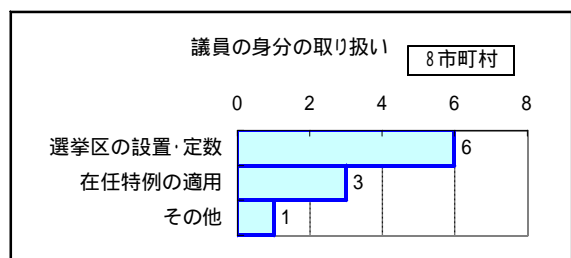 議員の身分の取り扱い
8市町村
0 2 4 6 8
選挙区の設置・定数 6
在任特例の適用 3
その他 1